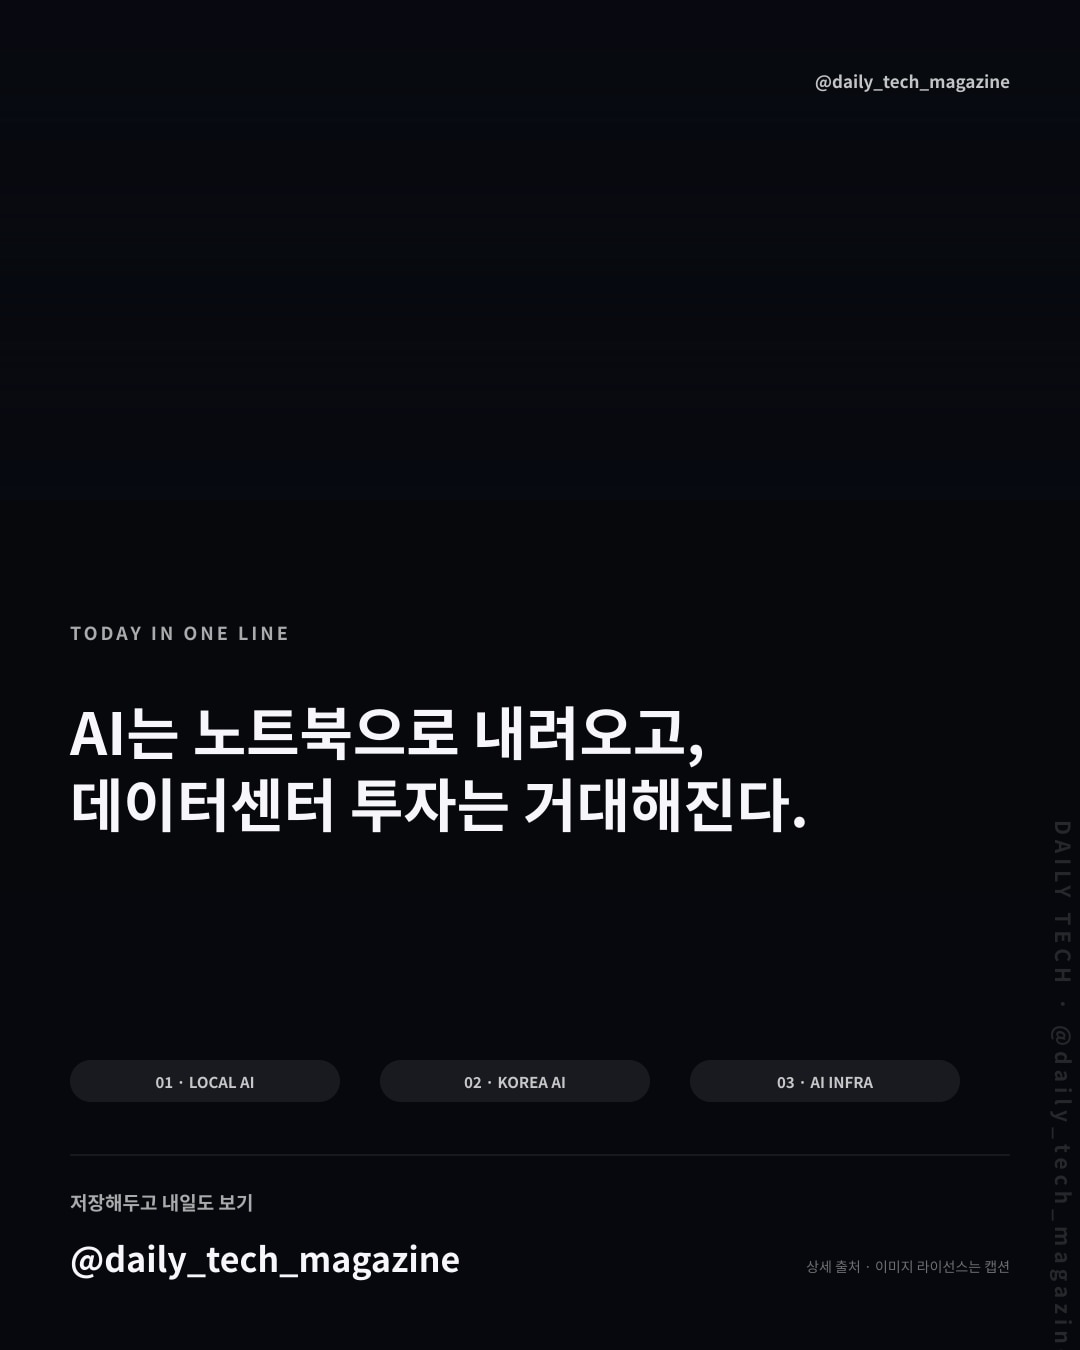 @daily_tech_magazine
TODAY IN ONE LINE
AI는 노트북으로 내려오고,
데이터센터 투자는 거대해진다.
01 · LOCAL AI
02 · KOREA AI
03 · AI INFRA
저장해두고 내일도 보기
@daily_tech_magazine
상세 출처 · 이미지 라이선스는 캡션
DAILY TECH · @daily_tech_magazin